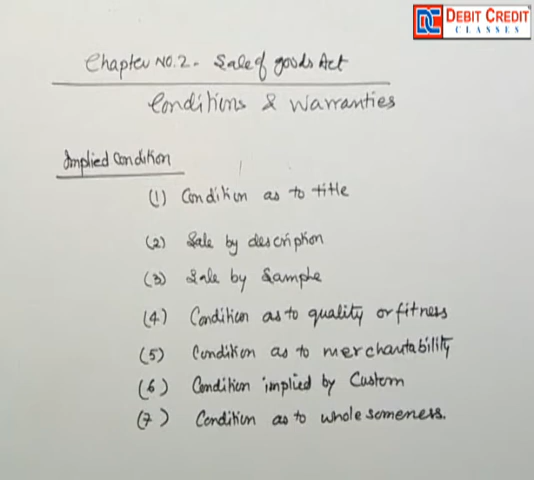 DEBIT CREDIT
CLASSES
Chapter NO.2 - Sale of goods Act
Conditions & Warranties
Implied Condition
(1) Condition as to title
(2) Sale by description
(3) Sale by Sample
(4) Condition as to quality or fitness
(5) Condition as to merchantability
(6) Condition implied by Custom
(7) Condition as to wholesomeness.